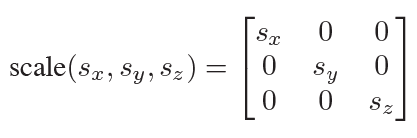 scale(s_x, s_y, s_z) = [ s_x 0 0
0 s_y 0
0 0 s_z ]